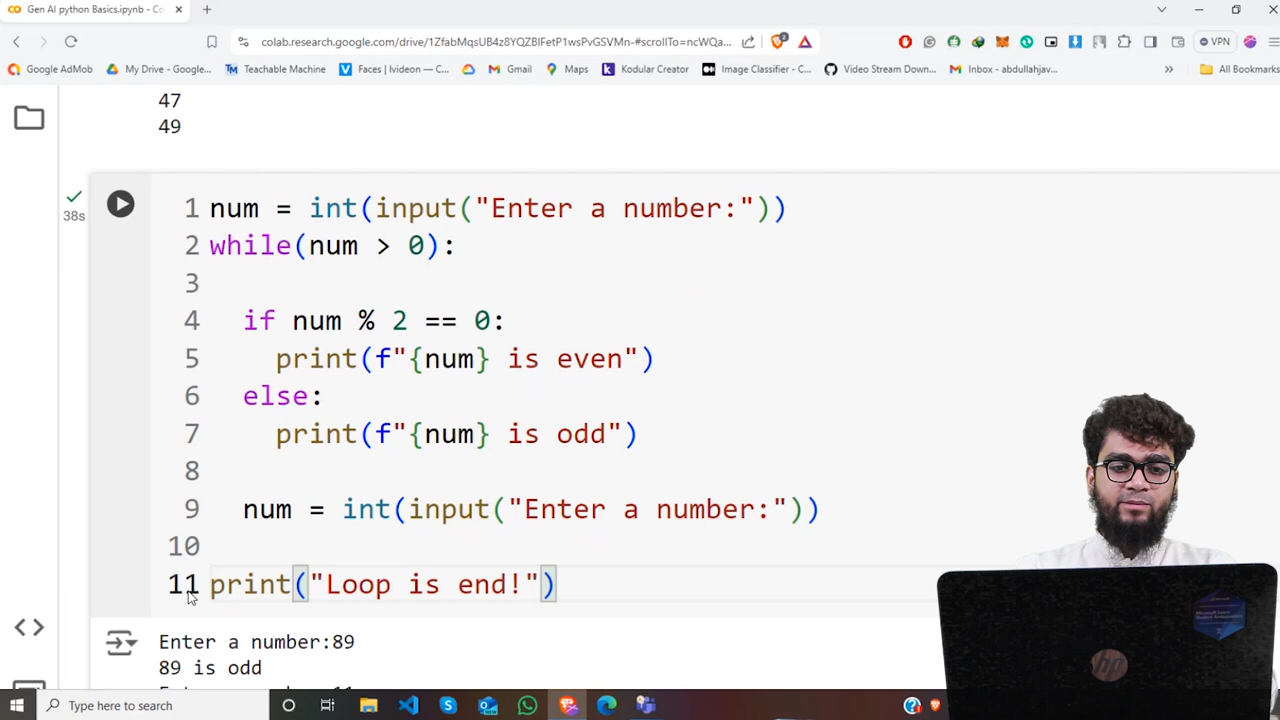 Gen AI python Basics.ipynb - Co
colab.research.google.com/drive/1ZfabMqsUB4z8YQZBlFetP1wsPvGSVMn-#scrollTo=ncWQa...
VPN
Google AdMob
My Drive - Google...
Teachable Machine
Faces | Ivideon — C...
Gmail
Maps
Kodular Creator
Image Classifier - C...
Video Stream Down...
Inbox - abdullahjav...
»
All Bookmarks
47
49
38s
1 num = int(input("Enter a number:"))
2 while(num > 0):
3
4 if num % 2 == 0:
5 print(f"{num} is even")
6 else:
7 print(f"{num} is odd")
8
9 num = int(input("Enter a number:"))
10
11 print("Loop is end!")
Enter a number:89
89 is odd
Type here to search